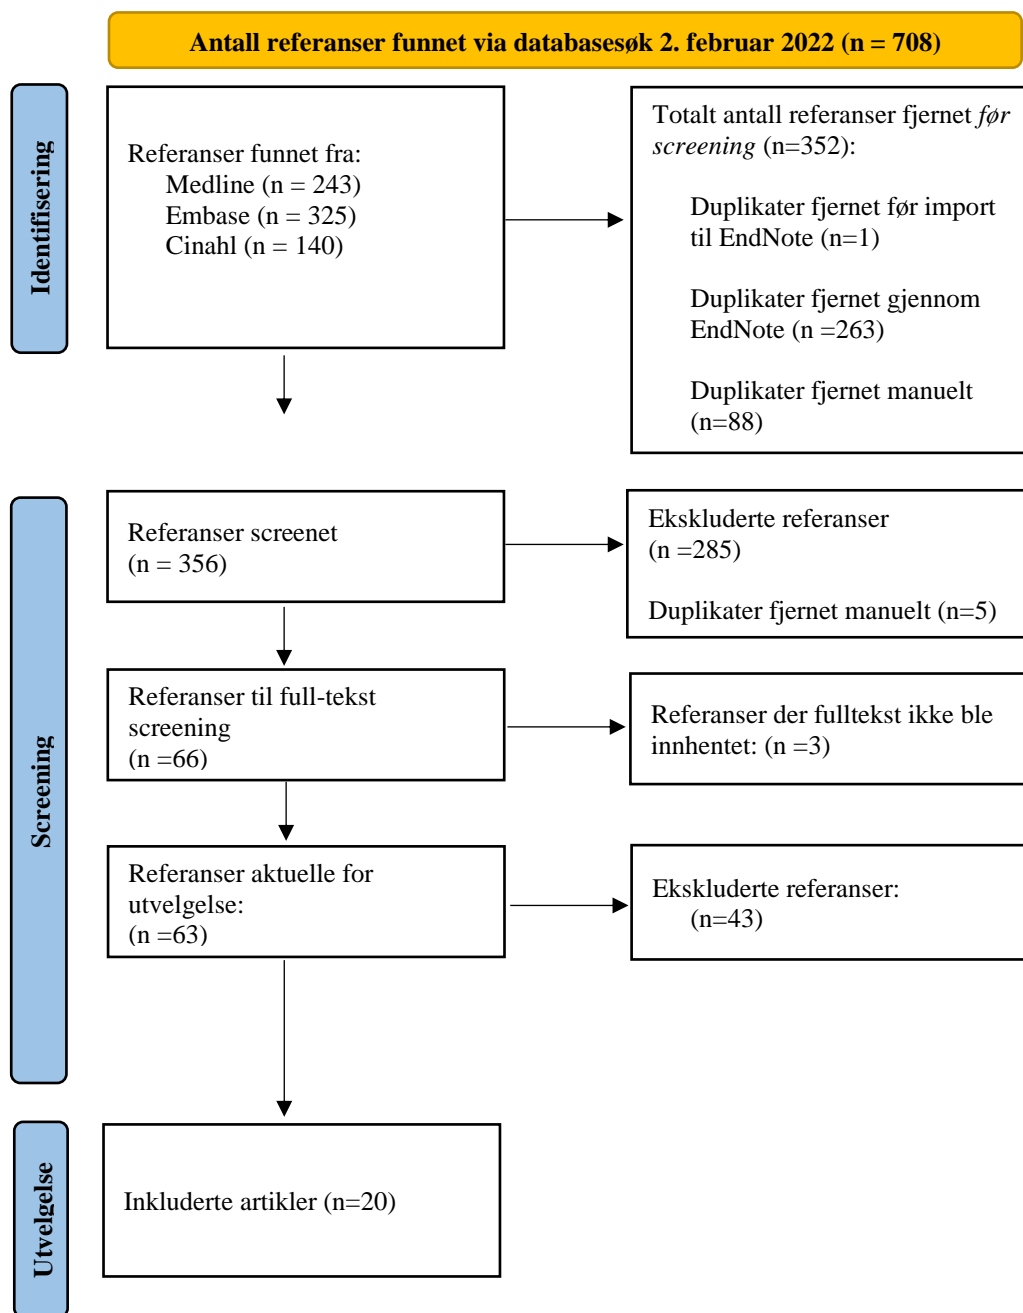 Antall referanser funnet via databasesøk 2. februar 2022 (n = 708)
Identifisering
Referanser funnet fra:
Medline (n = 243)
Embase (n = 325)
Cinahl (n = 140)
Totalt antall referanser fjernet før
screening (n=352):
Duplikater fjernet før import
til EndNote (n=1)
Duplikater fjernet gjennom
EndNote (n =263)
Duplikater fjernet manuelt
(n=88)
Screening
Referanser screenet
(n = 356)
Ekskluderte referanser
(n =285)
Duplikater fjernet manuelt (n=5)
Referanser til full-tekst
screening
(n =66)
Referanser der fulltekst ikke ble
innhentet: (n =3)
Referanser aktuelle for
utvelgelse:
(n =63)
Ekskluderte referanser:
(n=43)
Utvelgelse
Inkluderte artikler (n=20)